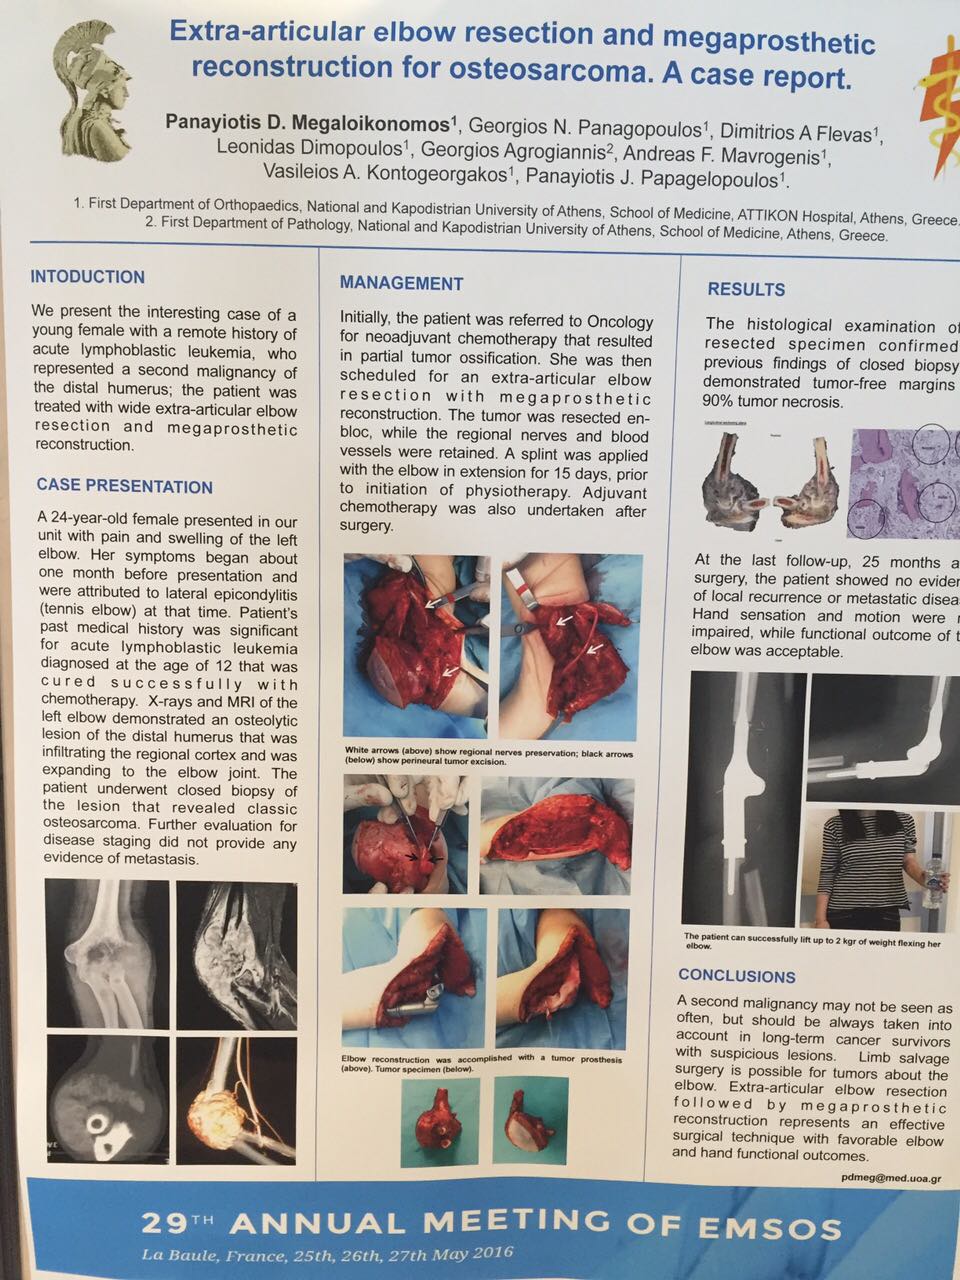 Extra-articular elbow resection and megaprosthetic
reconstruction for osteosarcoma. A case report.
Panayiotis D. Megaloikonomos¹, Georgios N. Panagopoulos¹, Dimitrios A Flevas¹,
Leonidas Dimopoulos¹, Georgios Agrogiannis², Andreas F. Mavrogenis¹,
Vasileios A. Kontogeorgakos¹, Panayiotis J. Papagelopoulos¹.
1. First Department of Orthopaedics, National and Kapodistrian University of Athens, School of Medicine, ATTIKON Hospital, Athens, Greece.
2. First Department of Pathology, National and Kapodistrian University of Athens, School of Medicine, Athens, Greece.
INTODUCTION
We present the interesting case of a
young female with a remote history of
acute lymphoblastic leukemia, who
represented a second malignancy of
the distal humerus; the patient was
treated with wide extra-articular elbow
resection and megaprosthetic
reconstruction.
CASE PRESENTATION
A 24-year-old female presented in our
unit with pain and swelling of the left
elbow. Her symptoms began about
one month before presentation and
were attributed to lateral epicondylitis
(tennis elbow) at that time. Patient's
past medical history was significant
for acute lymphoblastic leukemia
diagnosed at the age of 12 that was
cured successfully with
chemotherapy. X-rays and MRI of the
left elbow demonstrated an osteolytic
lesion of the distal humerus that was
infiltrating the regional cortex and was
expanding to the elbow joint. The
patient underwent closed biopsy of
the lesion that revealed classic
osteosarcoma. Further evaluation for
disease staging did not provide any
evidence of metastasis.
MANAGEMENT
Initially, the patient was referred to Oncology
for neoadjuvant chemotherapy that resulted
in partial tumor ossification. She was then
scheduled for an extra-articular elbow
resection with megaprosthetic
reconstruction. The tumor was resected en-
bloc, while the regional nerves and blood
vessels were retained. A splint was applied
with the elbow in extension for 15 days, prior
to initiation of physiotherapy. Adjuvant
chemotherapy was also undertaken after
surgery.
White arrows (above) show regional nerves preservation; black arrows
(below) show perineural tumor excision.
Elbow reconstruction was accomplished with a tumor prosthesis
(above). Tumor specimen (below).
RESULTS
The histological examination of
resected specimen confirmed
previous findings of closed biopsy
demonstrated tumor-free margins
90% tumor necrosis.
At the last follow-up, 25 months a
surgery, the patient showed no eviden
of local recurrence or metastatic disea
Hand sensation and motion were n
impaired, while functional outcome of t
elbow was acceptable.
The patient can successfully lift up to 2 kgr of weight flexing her
elbow.
CONCLUSIONS
A second malignancy may not be seen as
often, but should be always taken into
account in long-term cancer survivors
with suspicious lesions. Limb salvage
surgery is possible for tumors about the
elbow. Extra-articular elbow resection
followed by megaprosthetic
reconstruction represents an effective
surgical technique with favorable elbow
and hand functional outcomes.
pdmeg@med.uoa.gr
29TH ANNUAL MEETING OF EMSOS
La Baule, France, 25th, 26th, 27th May 2016